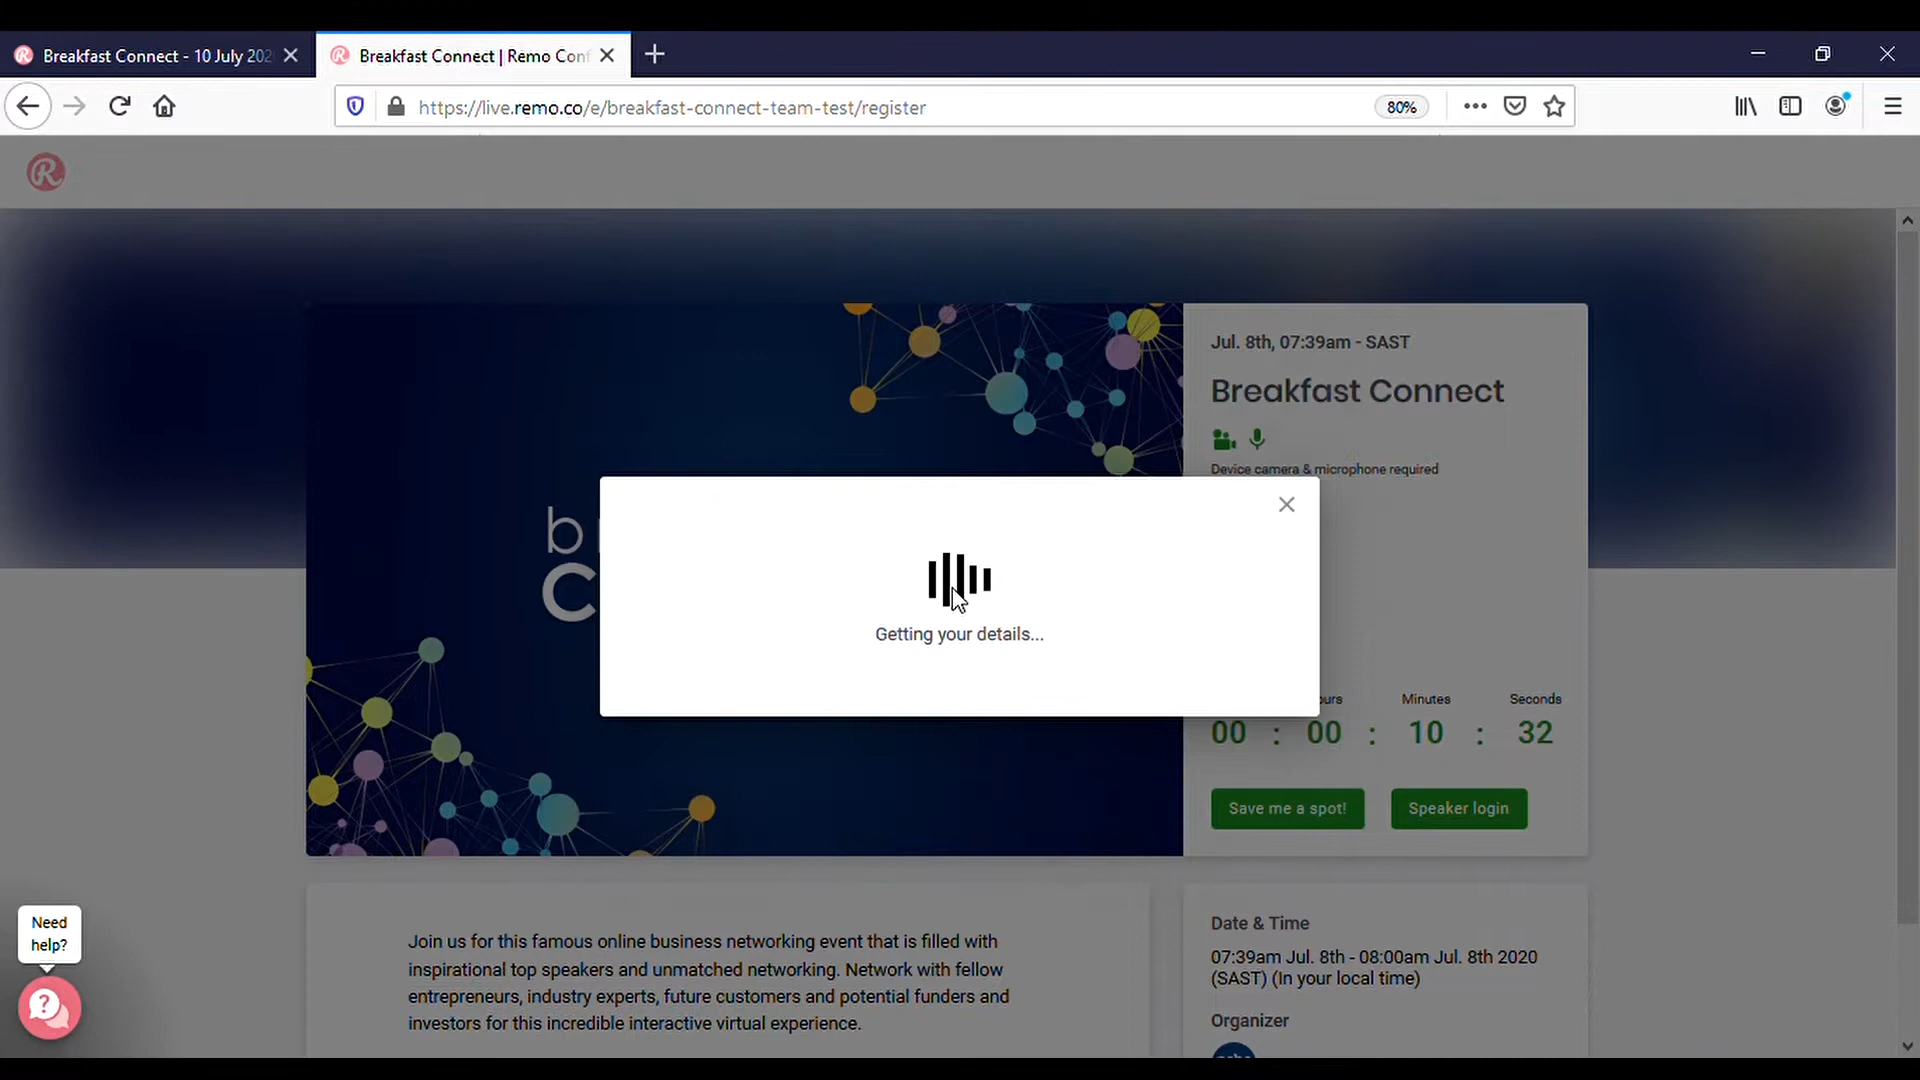 Breakfast Connect - 10 July 202
Breakfast Connect | Remo Conf
https://live.remo.co/e/breakfast-connect-team-test/register
80%
R
Jul. 8th, 07:39am - SAST
Breakfast Connect
Device camera & microphone required
b
C
Getting your details...
ours Minutes Seconds
00 : 00 : 10 : 32
Save me a spot! Speaker login
Need
help?
?
Join us for this famous online business networking event that is filled with
inspirational top speakers and unmatched networking. Network with fellow
entrepreneurs, industry experts, future customers and potential funders and
investors for this incredible interactive virtual experience.
Date & Time
07:39am Jul. 8th - 08:00am Jul. 8th 2020
(SAST) (In your local time)
Organizer